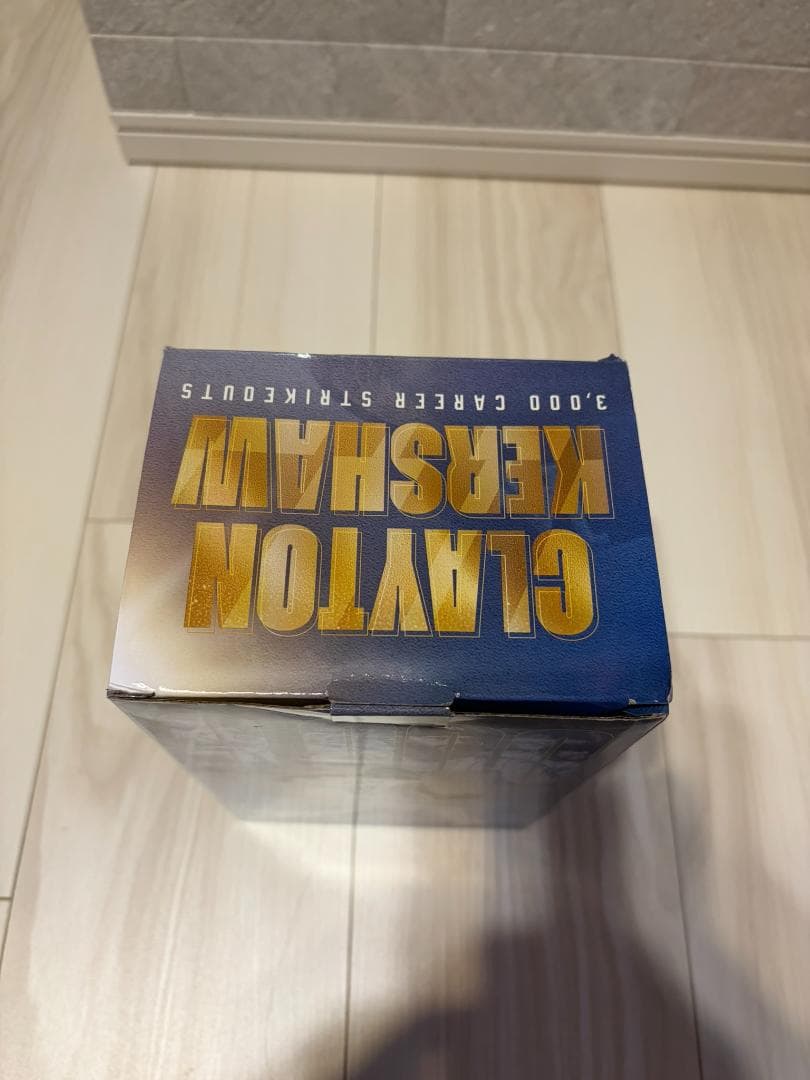 CLAYTON
KERSHAW
3,000 CAREER STRIKEOUTS